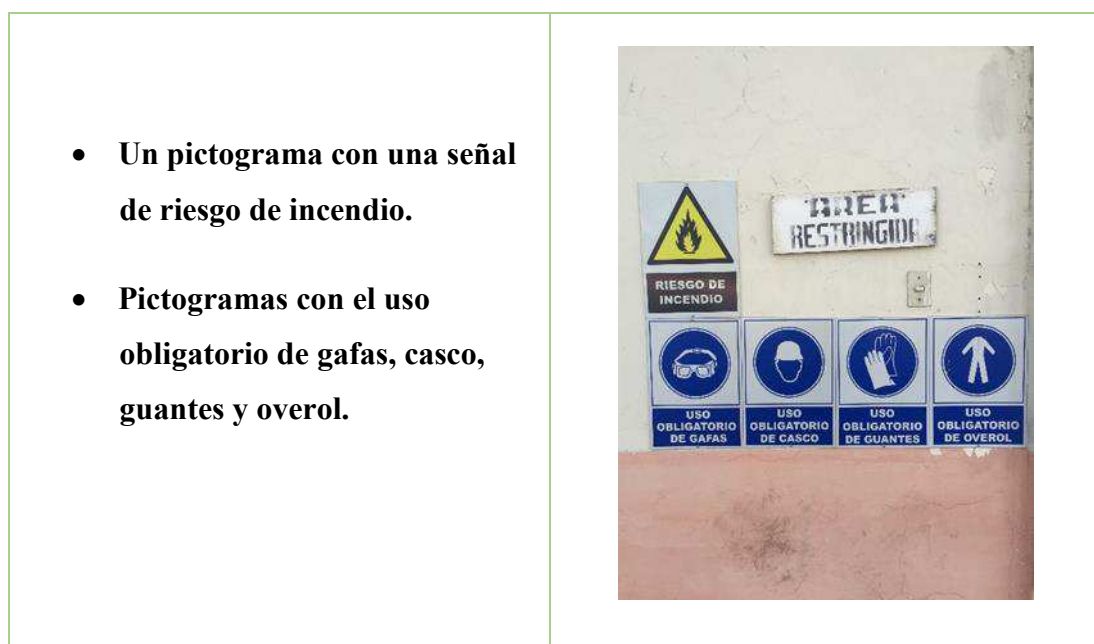 • Un pictograma con una señal
de riesgo de incendio.
• Pictogramas con el uso
obligatorio de gafas, casco,
guantes y overol.
AREA
RESTRINGIDA
RIESGO DE
INCENDIO
USO
OBLIGATORIO
DE GAFAS
USO
OBLIGATORIO
DE CASCO
USO
OBLIGATORIO
DE GUANTES
USO
OBLIGATORIO
DE OVEROL